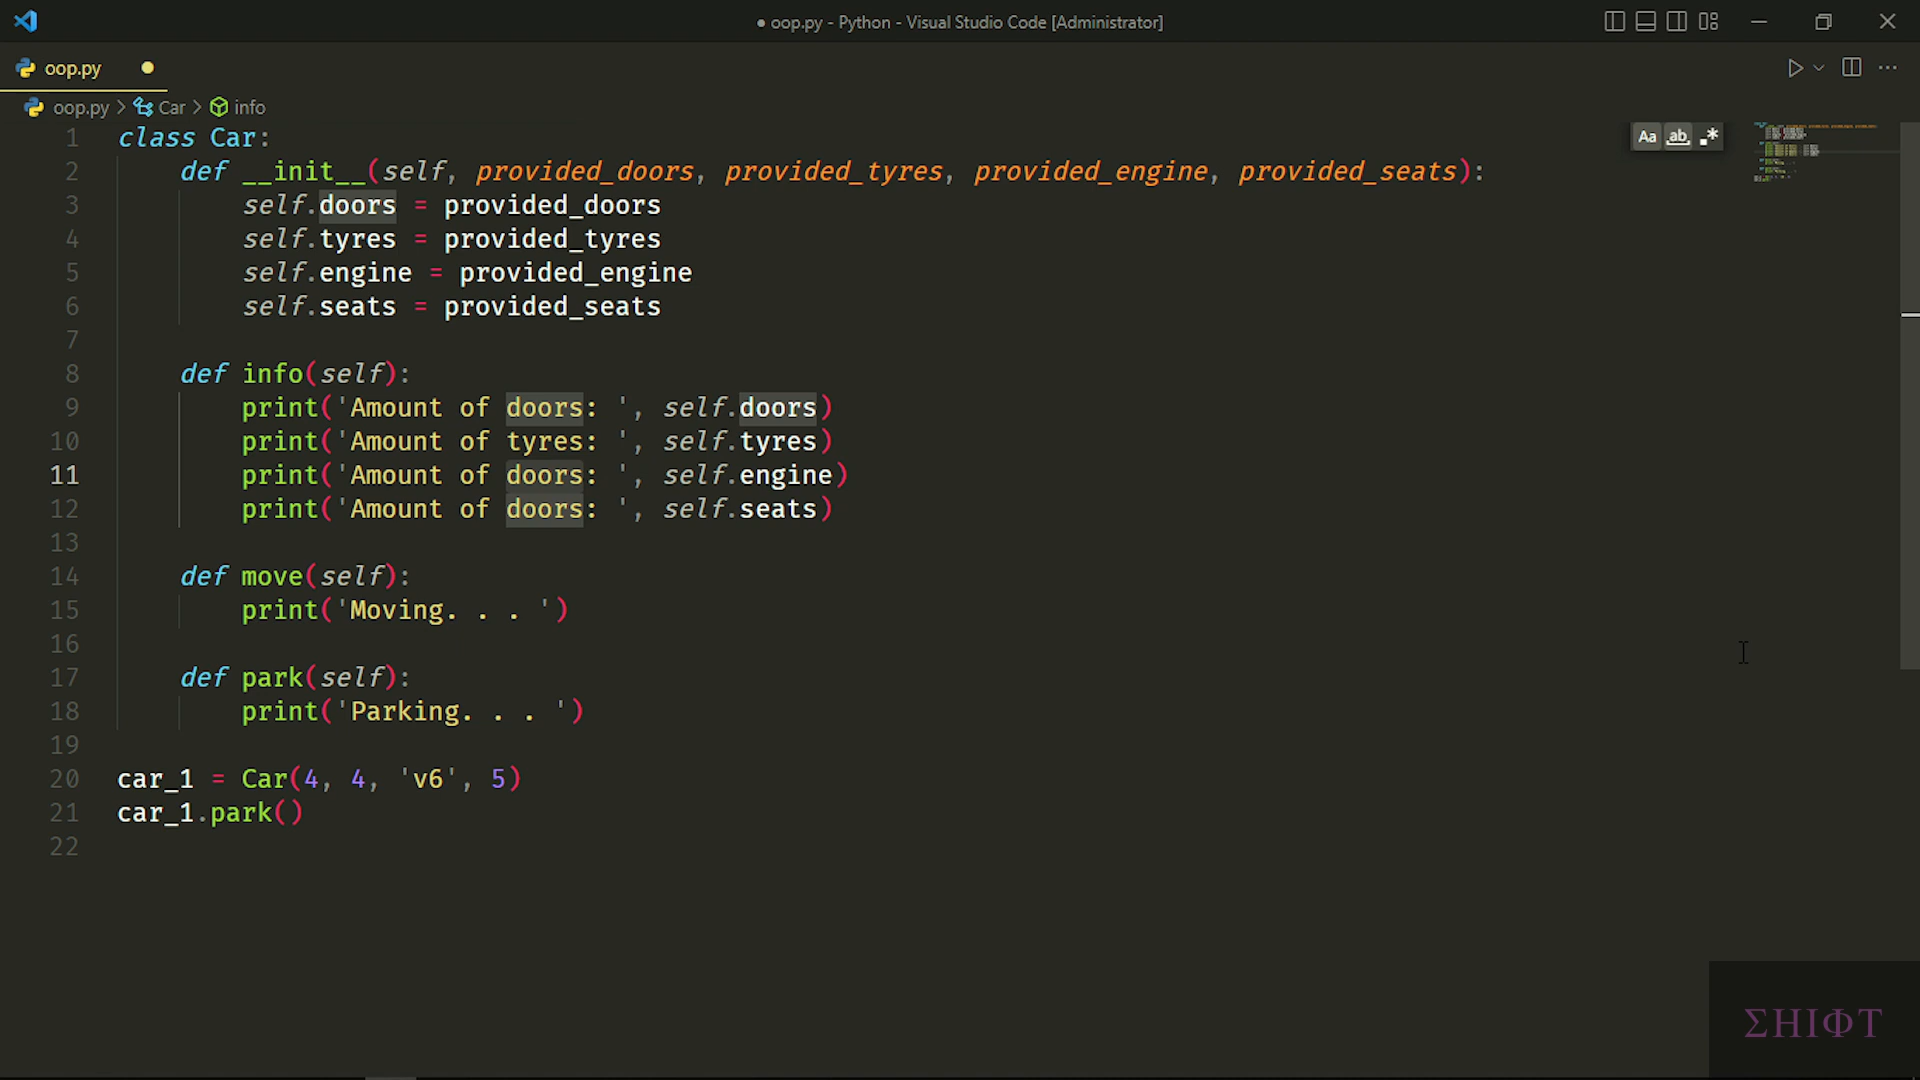 ● oop.py - Python - Visual Studio Code [Administrator]
oop.py ●
oop.py > Car > info
Aa ab .*
1 class Car:
2     def __init__(self, provided_doors, provided_tyres, provided_engine, provided_seats):
3         self.doors = provided_doors
4         self.tyres = provided_tyres
5         self.engine = provided_engine
6         self.seats = provided_seats
7
8     def info(self):
9         print('Amount of doors: ', self.doors)
10         print('Amount of tyres: ', self.tyres)
11         print('Amount of doors: ', self.engine)
12         print('Amount of doors: ', self.seats)
13
14     def move(self):
15         print('Moving. . . ')
16
17     def park(self):
18         print('Parking. . . ')
19
20 car_1 = Car(4, 4, 'v6', 5)
21 car_1.park()
22
ΣΗΙΦΤ